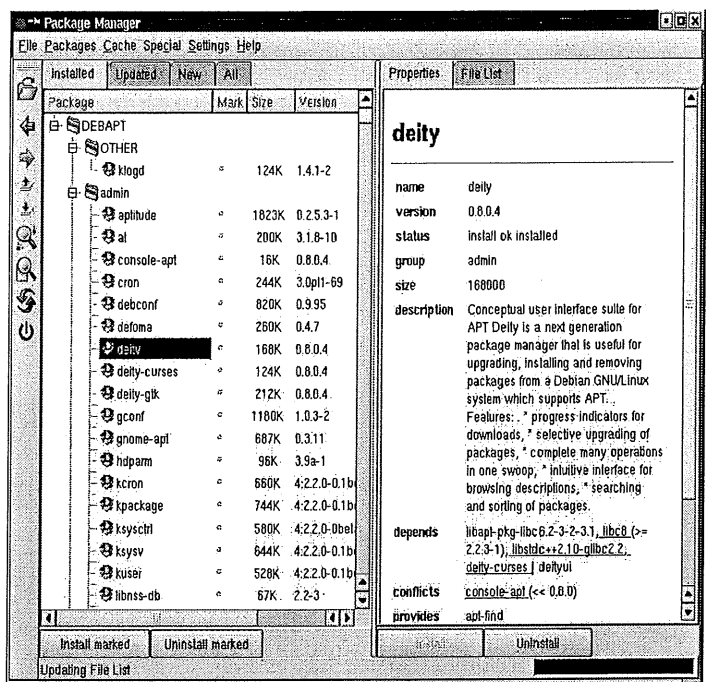 Package Manager
File Packages Cache Special Settings Help
Installed Updated New All
Package Mark Size Version
DEBAPT
OTHER
klogd 124K 1.4.1-2
admin
aptitude 1823K 0.2.5.3-1
at 200K 3.1.8-10
console-apt 16K 0.8.0.4
cron 244K 3.0pl1-69
debconf 820K 0.9.95
defoma 260K 0.4.7
deity 168K 0.8.0.4
deity-curses 124K 0.8.0.4
deity-gtk 212K 0.8.0.4
gconf 1180K 1.0.3-2
gnome-apt 687K 0.3.11
hdparm 96K 3.9a-1
kcron 660K 4:2.2.0-0.1b
kpackage 744K 4:2.2.0-0.1b
ksysctrl 580K 4:2.2.0-0bel
ksysv 644K 4:2.2.0-0.1b
kuser 528K 4:2.2.0-0.1b
libnss-db 67K 2.2-3
Install marked Uninstall marked
Updating File List
Properties File List
deity
name deity
version 0.8.0.4
status install ok installed
group admin
size 168000
description Conceptual user interface suite for
APT Deity is a next generation
package manager that is useful for
upgrading, installing and removing
packages from a Debian GNU/Linux
system which supports APT. .
Features: . * progress indicators for
downloads, * selective upgrading of
packages, * complete many operations
in one swoop, * intuitive interface for
browsing descriptions, * searching
and sorting of packages.
depends libapt-pkg-libc6.2-3-2-3.1, libc6 (>=
2.2.3-1), libstdc++2.10-glibc2.2,
deity-curses | deityui
conflicts console-apt (<< 0.8.0)
provides apt-find
Install Uninstall